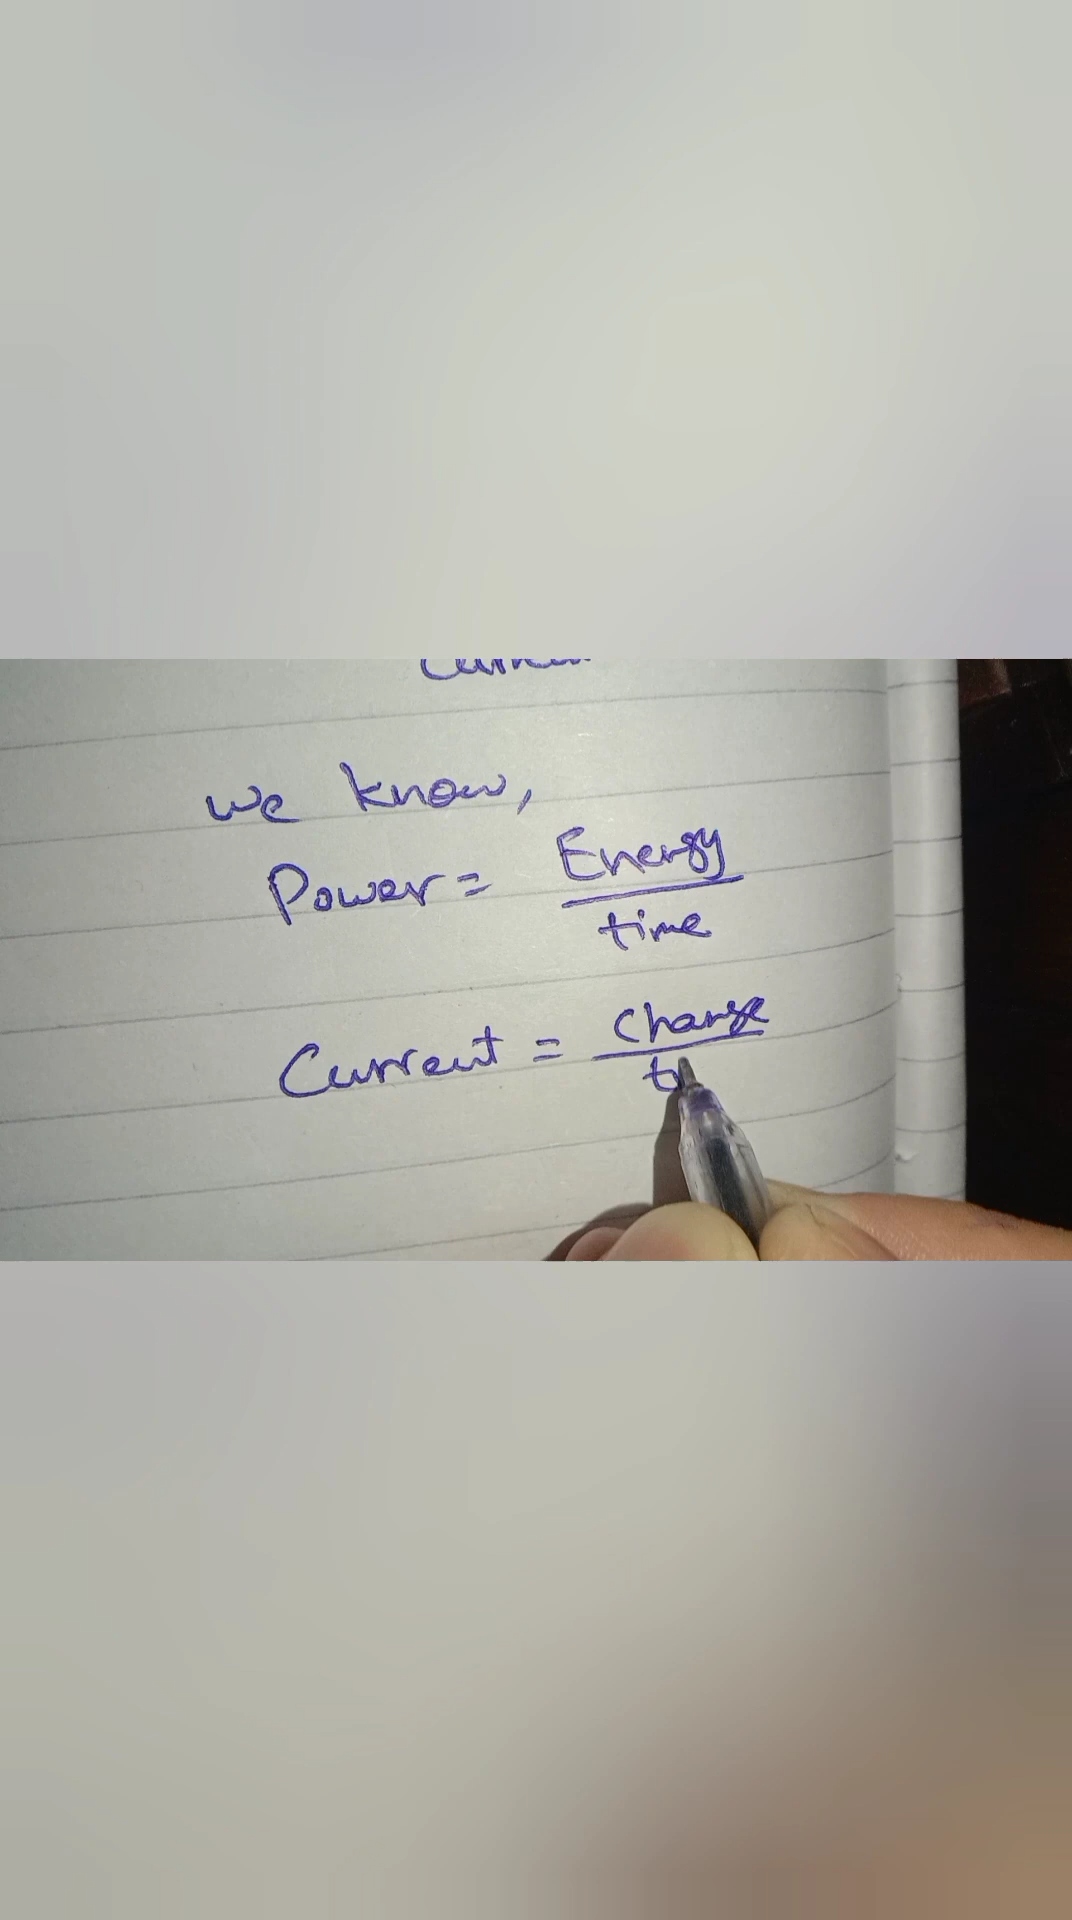 we know,
Power = Energy
time
Current = Charge